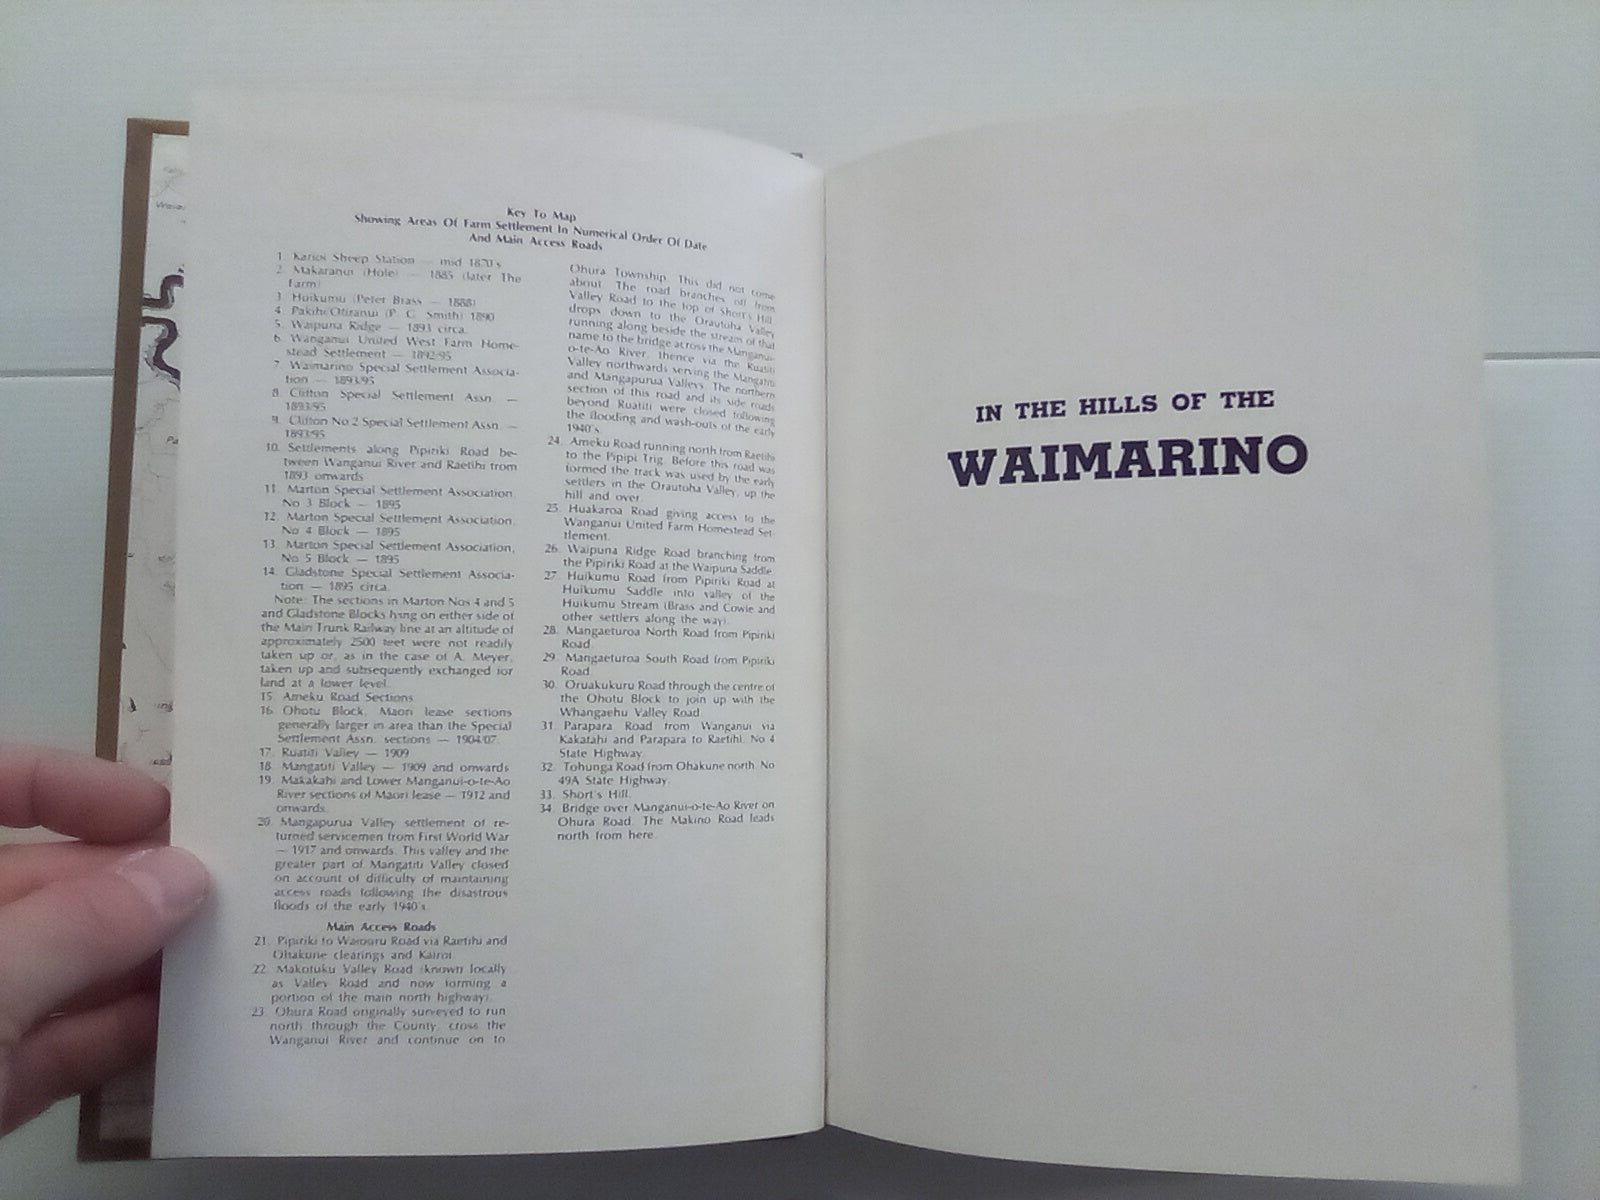 Key To Map
Showing Areas Of Farm Settlement In Numerical Order Of Date
And Main Access Roads
1. Karioi Sheep Station — mid 1870's
2. Makaranui (Hole) — 1885 (later The
Farm)
3. Huikumu (Peter Brass — 1888)
4. Pakihi/Otiranui (P. C. Smith) 1890
5. Waipuna Ridge — 1893 circa.
6. Wanganui United West Farm Home-
stead Settlement — 1892/95
7. Waimarino Special Settlement Associa-
tion — 1893/95
8. Clifton Special Settlement Assn. —
1893/95
9. Clifton No 2 Special Settlement Assn. —
1893/95
10. Settlements along Pipiriki Road be-
tween Wanganui River and Raetihi from
1893 onwards
11. Marton Special Settlement Association,
No 3 Block — 1895
12. Marton Special Settlement Association,
No 4 Block — 1895
13. Marton Special Settlement Association,
No 5 Block — 1895
14. Gladstone Special Settlement Associa-
tion — 1895 circa.
Note: The sections in Marton Nos 4 and 5
and Gladstone Blocks lying on either side of
the Main Trunk Railway line at an altitude of
approximately 2500 feet were not readily
taken up or, as in the case of A. Meyer,
taken up and subsequently exchanged for
land at a lower level.
15. Ameku Road Sections
16. Ohotu Block, Maori lease sections
generally larger in area than the Special
Settlement Assn. sections — 1904/07.
17. Ruatiti Valley — 1909
18. Mangatiti Valley — 1909 and onwards
19. Makakahi and Lower Manganui-o-te-Ao
River sections of Maori lease — 1912 and
onwards.
20. Mangapurua Valley settlement of re-
turned servicemen from First World War
— 1917 and onwards. This valley and the
greater part of Mangatiti Valley closed
on account of difficulty of maintaining
access roads following the disastrous
floods of the early 1940's.
Main Access Roads
21. Pipiriki to Waiouru Road via Raetihi and
Ohakune clearings and Kairoi
22. Makotuku Valley Road (known locally
as Valley Road and now forming a
portion of the main north highway).
23. Ohura Road originally surveyed to run
north through the County, cross the
Wanganui River and continue on to
Ohura Township. This did not come
about. The road branches off from
Valley Road to the top of Short's Hill,
drops down to the Orautoha Valley
running along beside the stream of that
name to the bridge across the Manganui-
o-te-Ao River, thence via the Ruatiti
Valley northwards serving the Mangatiti
and Mangapurua Valleys. The northern
section of this road and its side roads
beyond Ruatiti were closed following
the flooding and wash-outs of the early
1940's.
24. Ameku Road running north from Raetihi
to the Pipipi Trig. Before this road was
formed the track was used by the early
settlers in the Orautoha Valley, up the
hill and over.
25. Huakaroa Road giving access to the
Wanganui United Farm Homestead Set-
tlement.
26. Waipuna Ridge Road branching from
the Pipiriki Road at the Waipuna Saddle.
27. Huikumu Road from Pipiriki Road at
Huikumu Saddle into valley of the
Huikumu Stream (Brass and Cowie and
other settlers along the way).
28. Mangaeturoa North Road from Pipiriki
Road.
29. Mangaeturoa South Road from Pipiriki
Road.
30. Oruakukuru Road through the centre of
the Ohotu Block to join up with the
Whangaehu Valley Road.
31. Parapara Road from Wanganui via
Kakatahi and Parapara to Raetihi. No 4
State Highway.
32. Tohunga Road from Ohakune north. No
49A State Highway.
33. Short's Hill.
34. Bridge over Manganui-o-te-Ao River on
Ohura Road. The Makino Road leads
north from here.
IN THE HILLS OF THE
WAIMARINO